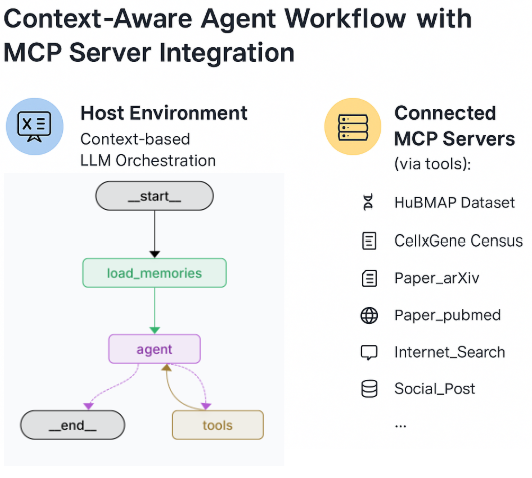 Context-Aware Agent Workflow with
MCP Server Integration
Host Environment
Context-based
LLM Orchestration
__start__
load_memories
agent
__end__
tools
Connected
MCP Servers
(via tools):
HuBMAP Dataset
CellxGene Census
Paper_arXiv
Paper_pubmed
Internet_Search
Social_Post
...